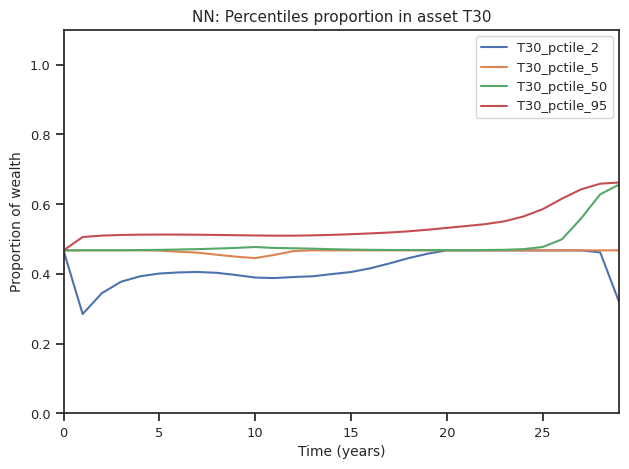 NN: Percentiles proportion in asset T30
T30_pctile_2
T30_pctile_5
T30_pctile_50
T30_pctile_95
Proportion of wealth
1.0
0.8
0.6
0.4
0.2
0.0
0 5 10 15 20 25
Time (years)